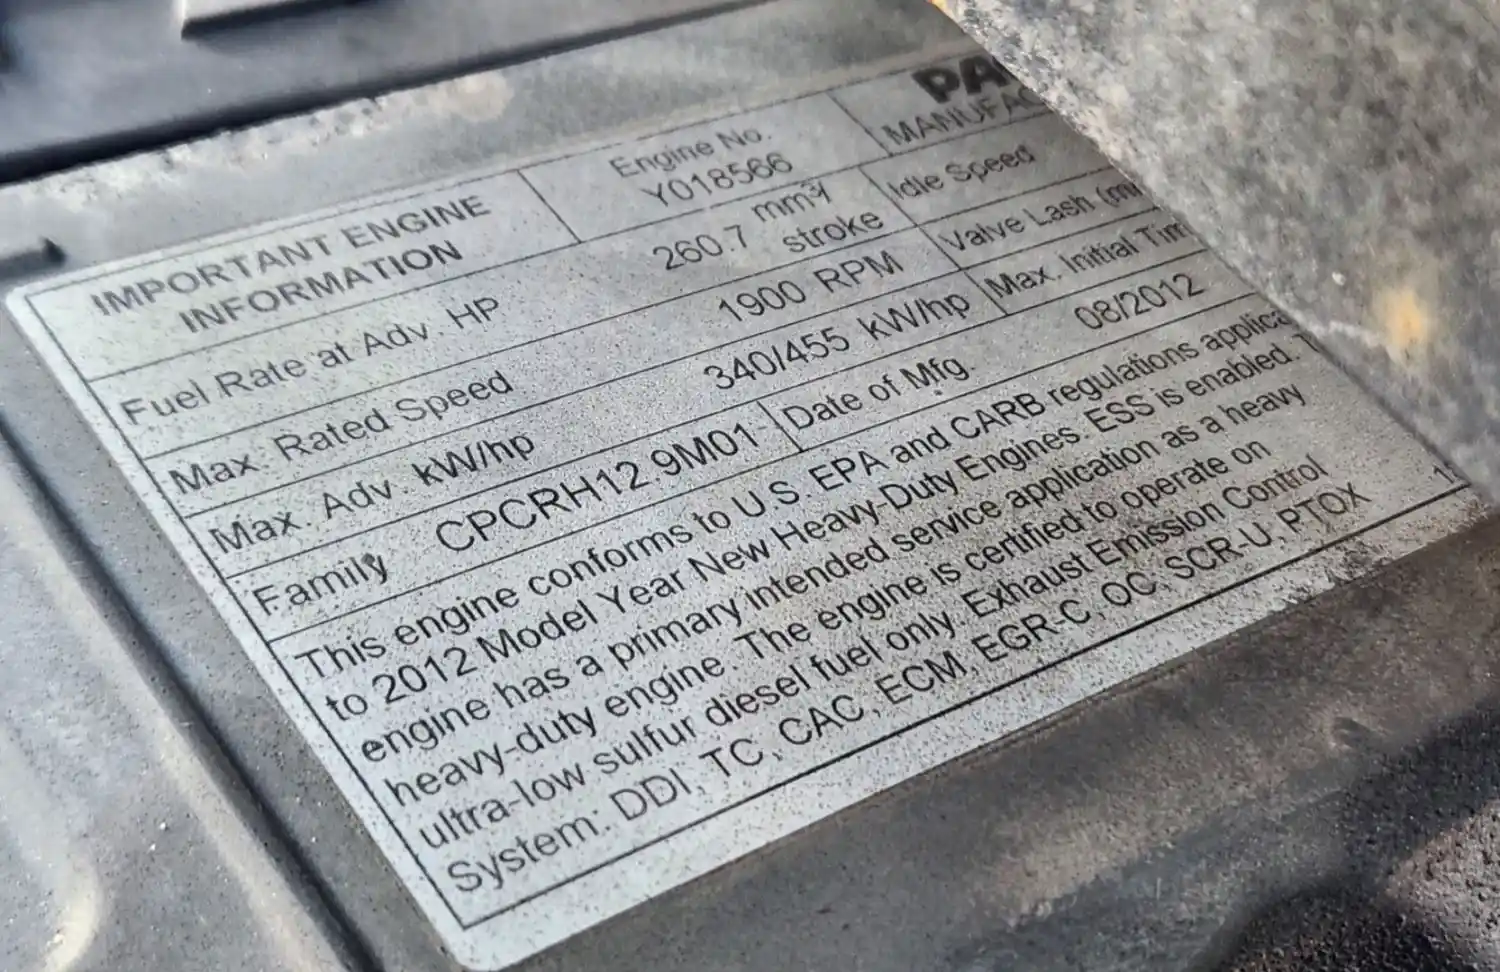 IMPORTANT ENGINE
INFORMATION
Engine No.
Y018566
Fuel Rate at Adv. HP 260.7 mm³/
stroke
Idle Speed
Max. Rated Speed 1900 RPM
Valve Lash
Max. Adv. kW/hp 340/455 kW/hp
Max. Initial
Family CPCRH12.9M01
Date of Mfg. 08/2012
This engine conforms to U.S. EPA and CARB regulations
to 2012 Model Year New Heavy-Duty Engines. ESS is enabled.
engine has a primary intended service application as a heavy
heavy-duty engine. The engine is certified to operate on
ultra-low sulfur diesel fuel only. Exhaust Emission Control
System: DDI, TC, CAC, ECM, EGR-C, OC, SCR-U, PTOX